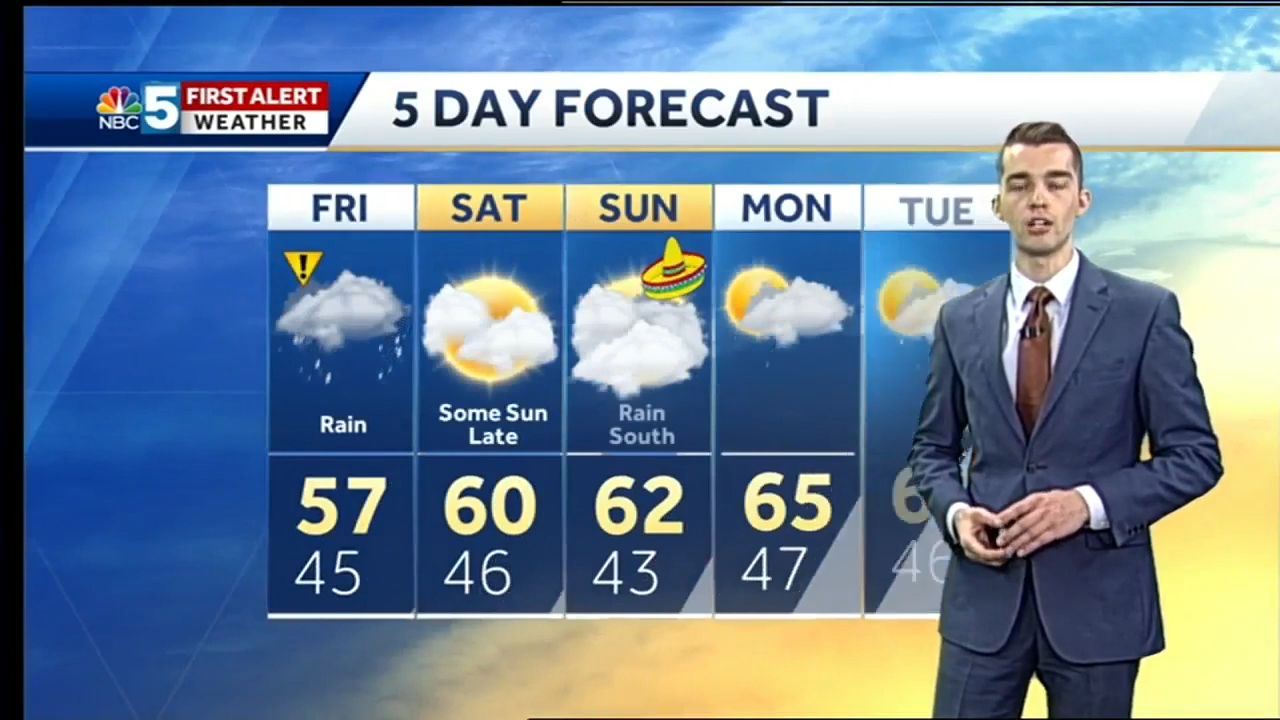 NBC 5 FIRST ALERT
WEATHER
5 DAY FORECAST
FRI SAT SUN MON TUE
!
Rain
Some Sun
Late
Rain
South
57 60 62 65
45 46 43 47 46